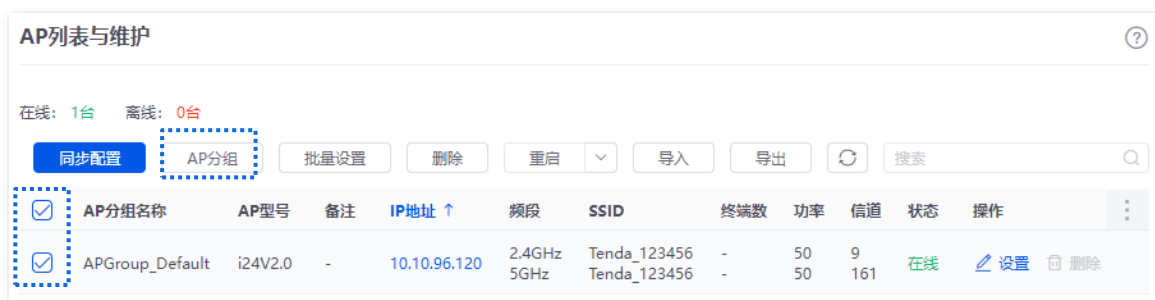 AP列表与维护
在线： 1台 离线： 0台
同步配置 AP分组 批量设置 删除 重启 导入 导出 搜索
AP分组名称 AP型号 备注 IP地址 ↑ 频段 SSID 终端数 功率 信道 状态 操作
APGroup_Default i24V2.0 - 10.10.96.120 2.4GHz Tenda_123456 - 50 9 在线 设置 删除
5GHz Tenda_123456 - 50 161